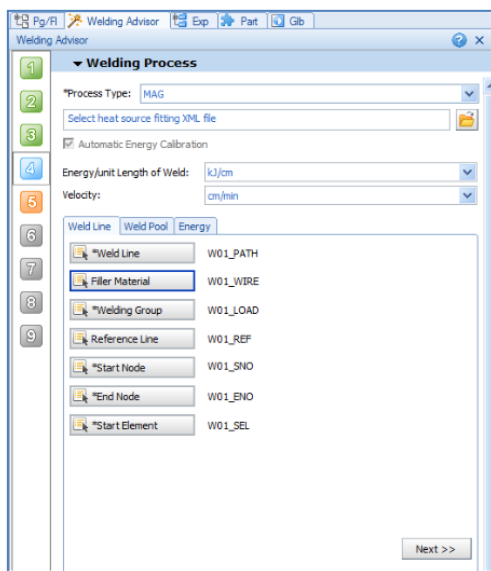 Pg/Fl Welding Advisor Exp Part Glb
Welding Advisor
1
Welding Process
2
*Process Type: MAG
Select heat source fitting XML file
3
Automatic Energy Calibration
4
Energy/unit Length of Weld: kJ/cm
5
Velocity: cm/min
6
Weld Line Weld Pool Energy
*Weld Line W01_PATH
7
Filler Material W01_WIRE
8
*Welding Group W01_LOAD
9
Reference Line W01_REF
*Start Node W01_SNO
*End Node W01_ENO
*Start Element W01_SEL
Next >>